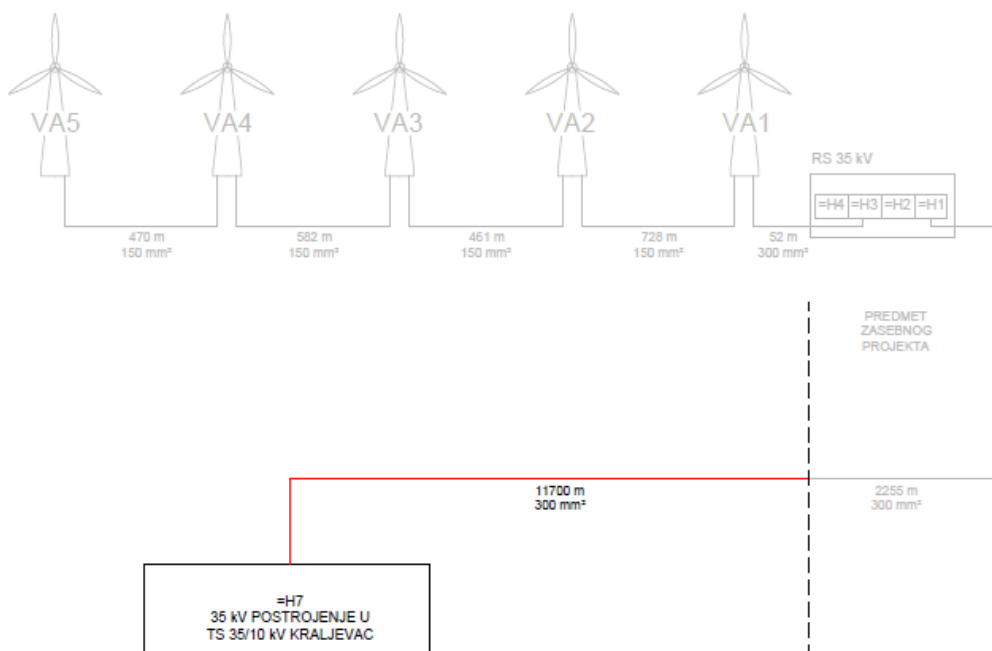 VA5
VA4
VA3
VA2
VA1
RS 35 kV
=H4 =H3 =H2 =H1
470 m
150 mm²
582 m
150 mm²
461 m
150 mm²
728 m
150 mm²
52 m
300 mm²
PREDMET
ZASEBNOG
PROJEKTA
11700 m
300 mm²
2255 m
300 mm²
=H7
35 kV POSTROJENJE U
TS 35/10 kV KRALJEVAC